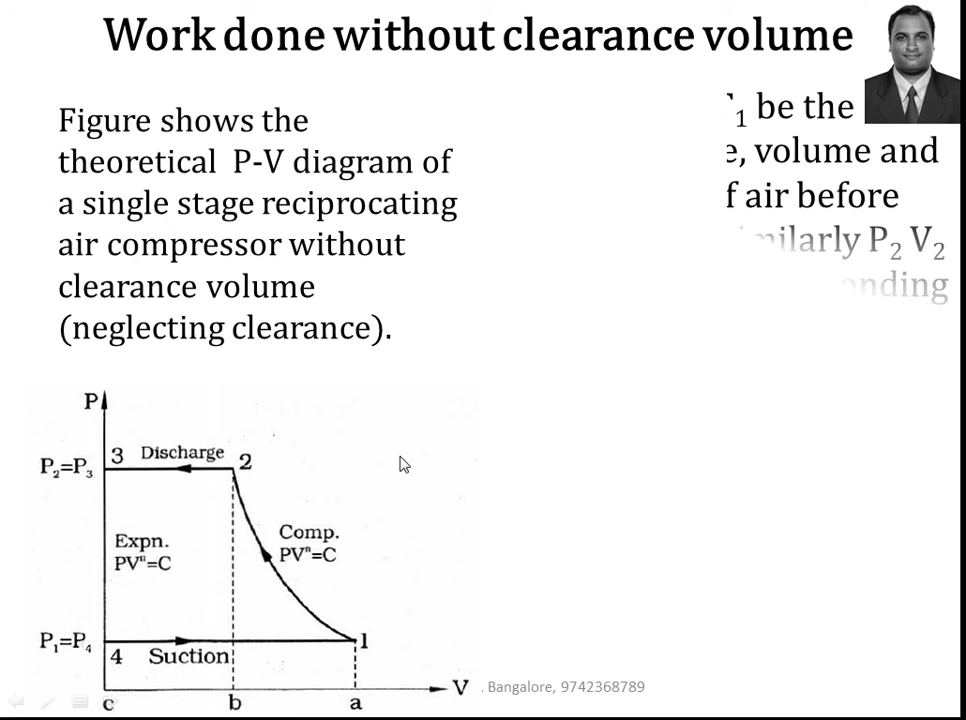 Work done without clearance volume
Figure shows the
theoretical P-V diagram of
a single stage reciprocating
air compressor without
clearance volume
(neglecting clearance).
₁ be the
, volume and
f air before
P₂ V₂
P
3 Discharge 2
P₂=P₃
Comp.
PVⁿ=C
Expn.
PVⁿ=C
P₁=P₄
1
4 Suction
V
c b a
. Bangalore, 9742368789